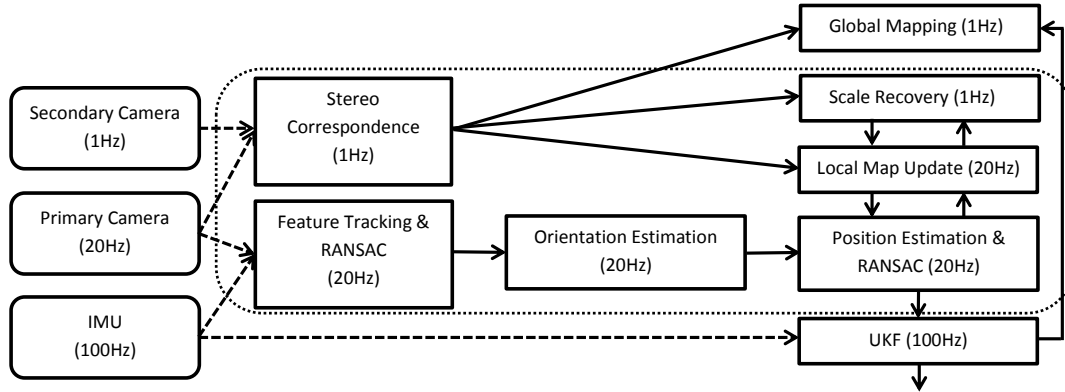 Global Mapping (1Hz)
Secondary Camera
(1Hz)
Stereo
Correspondence
(1Hz)
Scale Recovery (1Hz)
Local Map Update (20Hz)
Primary Camera
(20Hz)
Feature Tracking &
RANSAC
(20Hz)
Orientation Estimation
(20Hz)
Position Estimation &
RANSAC (20Hz)
IMU
(100Hz)
UKF (100Hz)